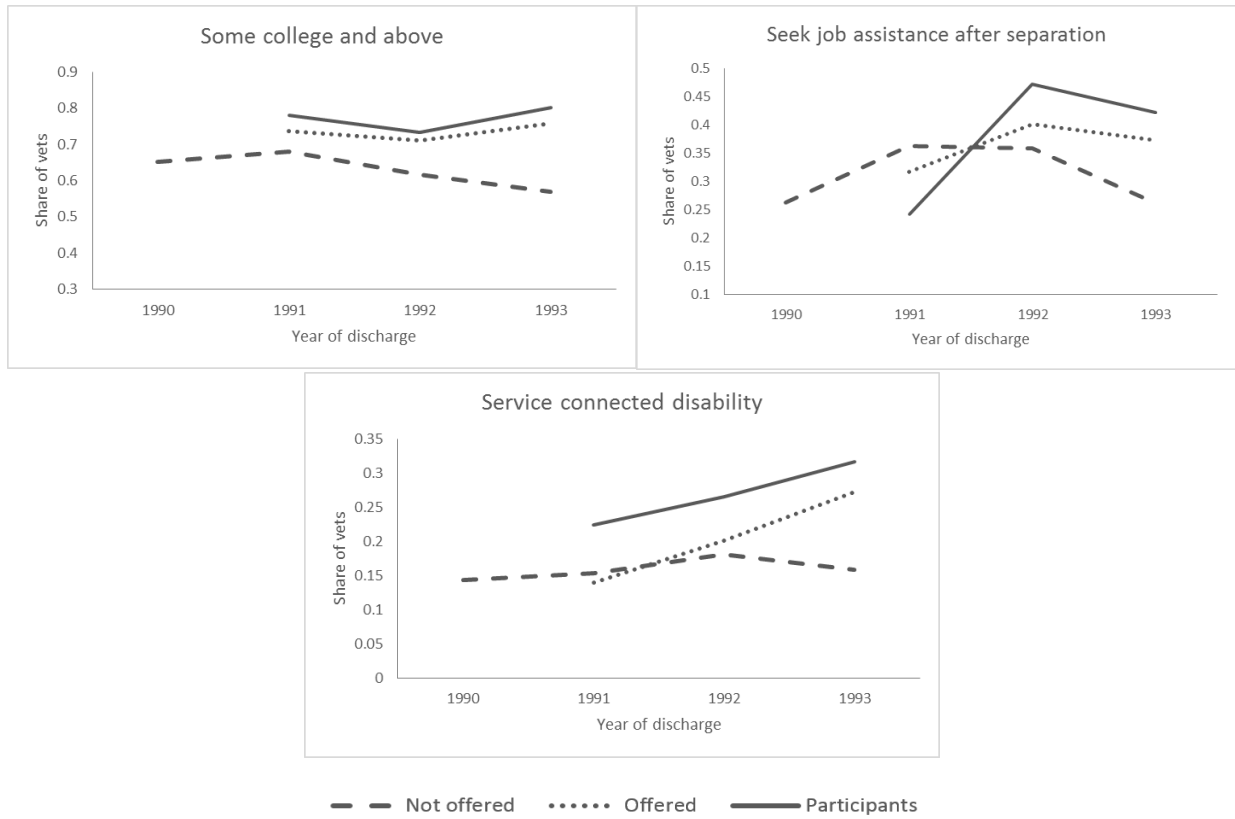 Some college and above
0.9
0.8
0.7
0.6
0.5
0.4
0.3
Share of vets
1990 1991 1992 1993
Year of discharge
Seek job assistance after separation
0.5
0.45
0.4
0.35
0.3
0.25
0.2
0.15
0.1
Share of vets
1990 1991 1992 1993
Year of discharge
Service connected disability
0.35
0.3
0.25
0.2
0.15
0.1
0.05
0
Share of vets
1990 1991 1992 1993
Year of discharge
Not offered Offered Participants